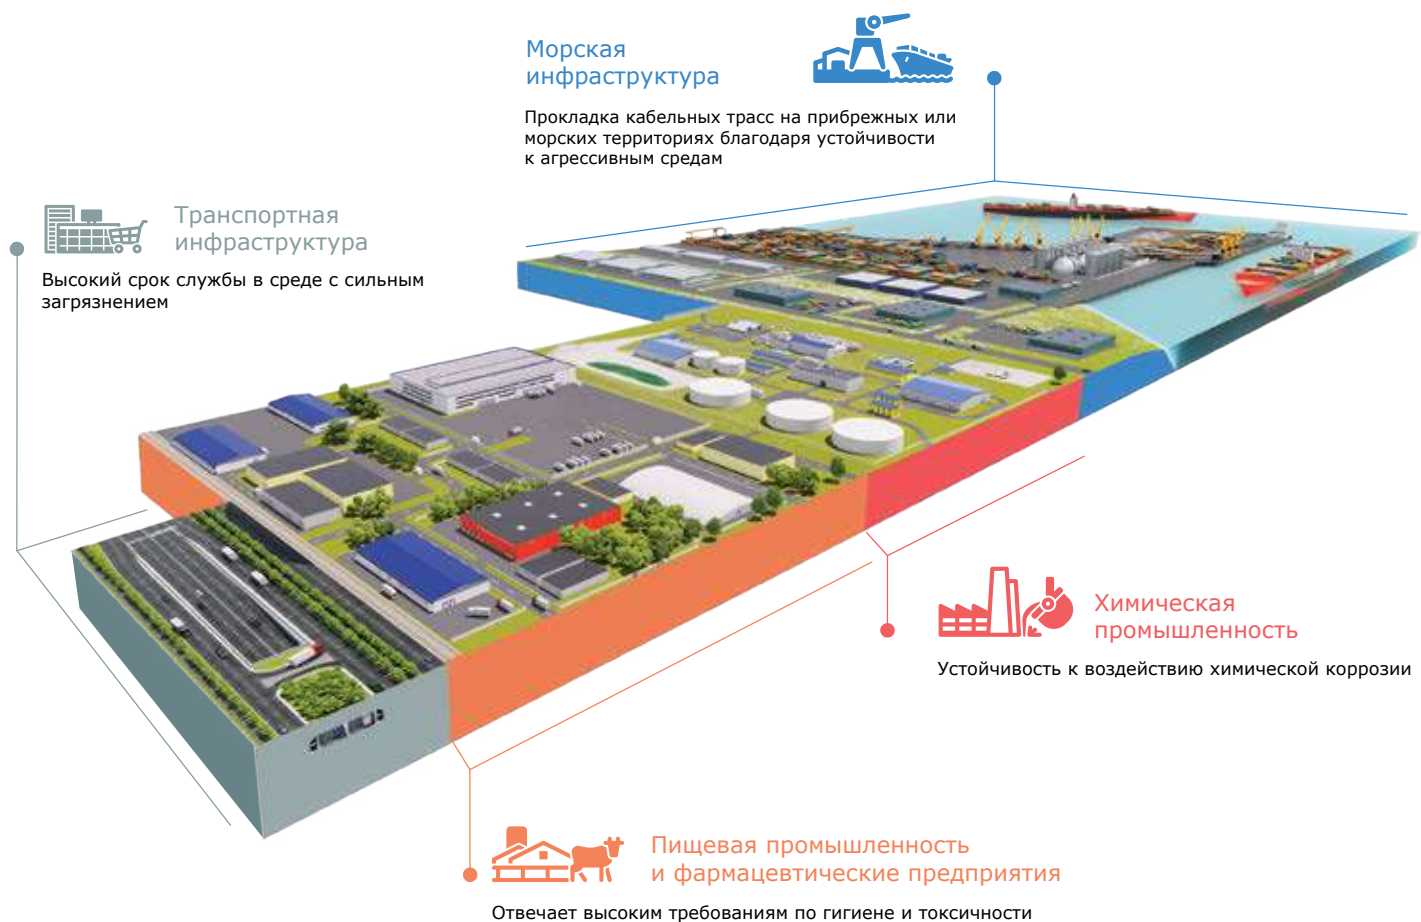 Морская
инфраструктура
Прокладка кабельных трасс на прибрежных или
морских территориях благодаря устойчивости
к агрессивным средам
Транспортная
инфраструктура
Высокий срок службы в среде с сильным
загрязнением
Химическая
промышленность
Устойчивость к воздействию химической коррозии
Пищевая промышленность
и фармацевтические предприятия
Отвечает высоким требованиям по гигиене и токсичности